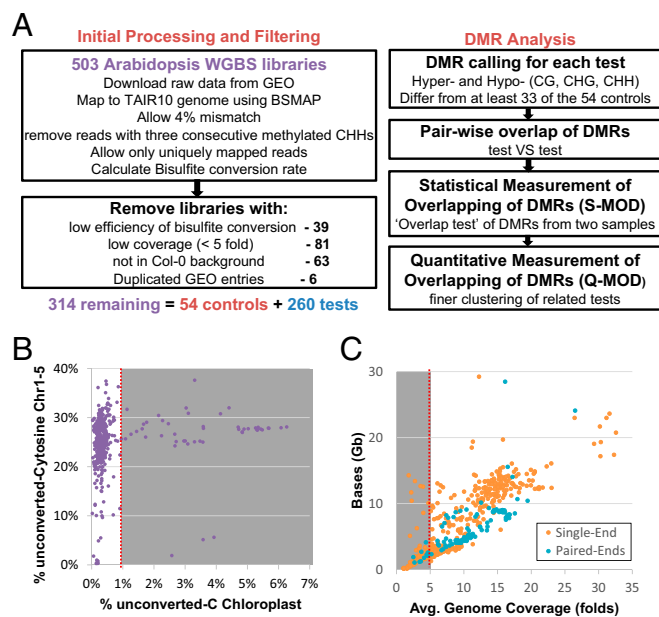 A
Initial Processing and Filtering
503 Arabidopsis WGBS libraries
Download raw data from GEO
Map to TAIR10 genome using BSMAP
Allow 4% mismatch
remove reads with three consecutive methylated CHHs
Allow only uniquely mapped reads
Calculate Bisulfite conversion rate
Remove libraries with:
low efficiency of bisulfite conversion - 39
low coverage (< 5 fold) - 81
not in Col-0 background - 63
Duplicated GEO entries - 6
314 remaining = 54 controls + 260 tests
DMR Analysis
DMR calling for each test
Hyper- and Hypo- (CG, CHG, CHH)
Differ from at least 33 of the 54 controls
Pair-wise overlap of DMRs
test VS test
Statistical Measurement of
Overlapping of DMRs (S-MOD)
‘Overlap test’ of DMRs from two samples
Quantitative Measurement of
Overlapping of DMRs (Q-MOD)
finer clustering of related tests
B
% unconverted-Cytosine Chr1-5
40%
30%
20%
10%
0%
0% 1% 2% 3% 4% 5% 6% 7%
% unconverted-C Chloroplast
C
Bases (Gb)
30
20
10
0
0 5 10 15 20 25 30 35
Avg. Genome Coverage (folds)
Single-End
Paired-Ends